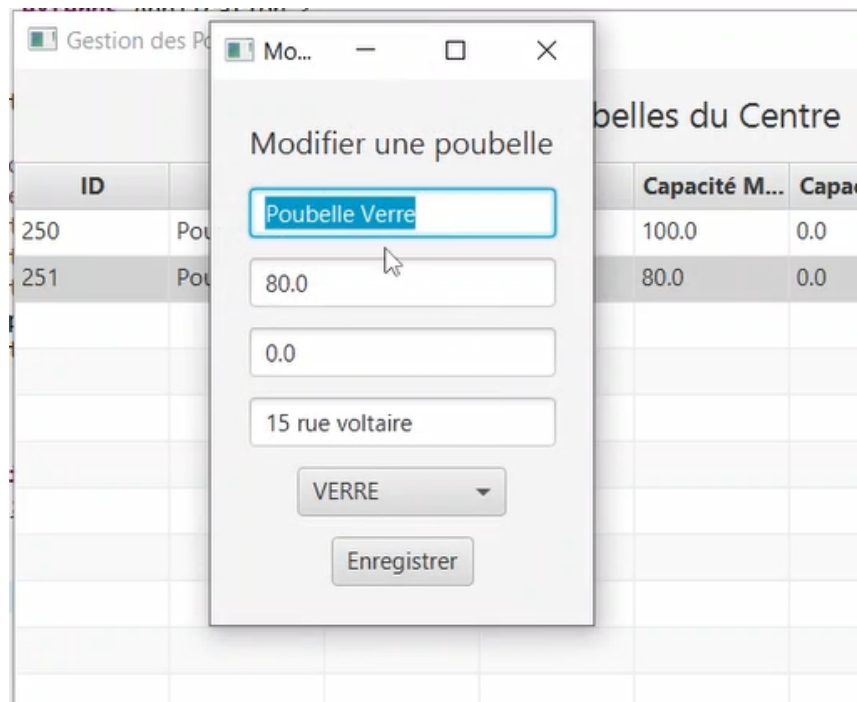 Gestion des Po
Mo...
belles du Centre
Modifier une poubelle
ID
Capacité M...
Capac
Poubelle Verre
250
Pou
100.0
0.0
80.0
251
Pou
80.0
0.0
0.0
15 rue voltaire
VERRE
Enregistrer